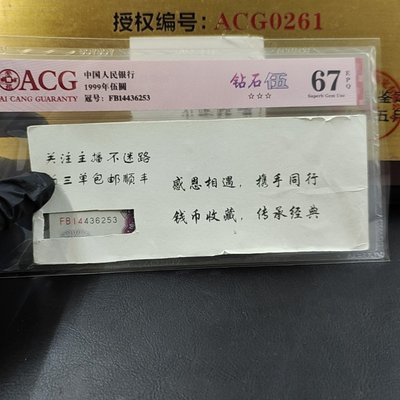 授权编号：ACG0261
ACG
AI CANG GUARANTY
中国人民银行
1999年伍圆
冠号：FB14436253
钻石伍
☆☆☆
67 EPQ
Superb Gem Unc
关注主播不迷路
三单包邮顺丰
感恩相遇，携手同行
FB14436253
钱币收藏，传承经典